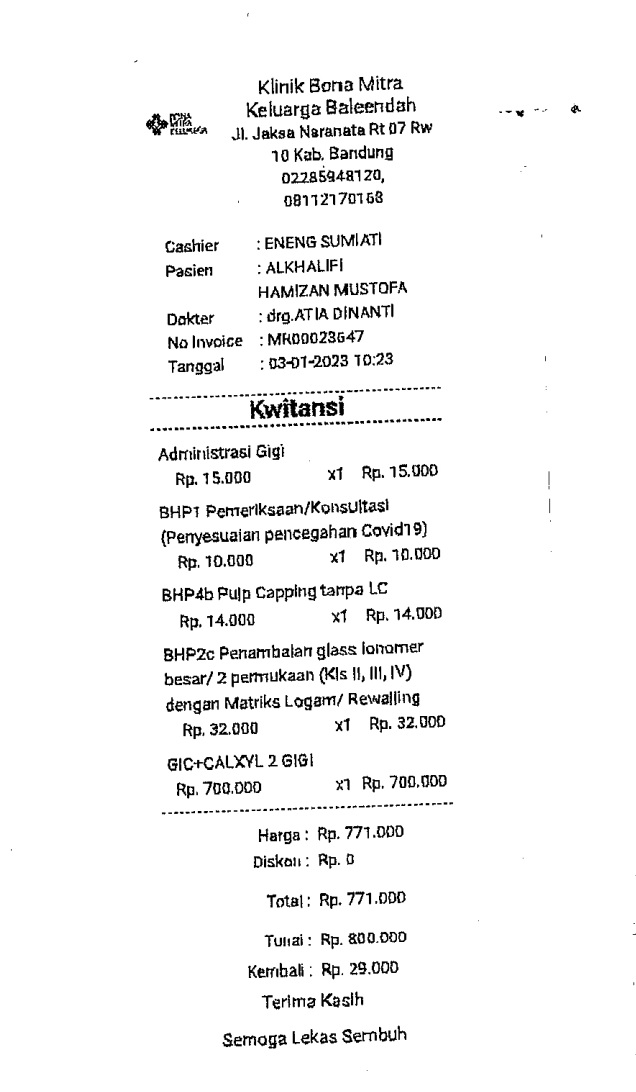 Klinik Bona Mitra
Keluarga Baleendah
BONA
MITRA
KELUARGA
Jl. Jaksa Naranata Rt 07 Rw
10 Kab. Bandung
02285948120,
08112170168
Cashier : ENENG SUMIATI
Pasien : ALKHALIFI
HAMIZAN MUSTOFA
Dokter : drg.ATIA DINANTI
No Invoice : MR00023647
Tanggal : 03-01-2023 10:23
Kwitansi
Administrasi Gigi
Rp. 15.000 x1 Rp. 15.000
BHP1 Pemeriksaan/Konsultasi
(Penyesuaian pencegahan Covid19)
Rp. 10.000 x1 Rp. 10.000
BHP4b Pulp Capping tanpa LC
Rp. 14.000 x1 Rp. 14.000
BHP2c Penambalan glass ionomer
besar/ 2 permukaan (Kls II, III, IV)
dengan Matriks Logam/ Rewalling
Rp. 32.000 x1 Rp. 32.000
GIC+CALXYL 2 GIGI
Rp. 700.000 x1 Rp. 700.000
Harga : Rp. 771.000
Diskon : Rp. 0
Total : Rp. 771.000
Tunai : Rp. 800.000
Kembali : Rp. 29.000
Terima Kasih
Semoga Lekas Sembuh